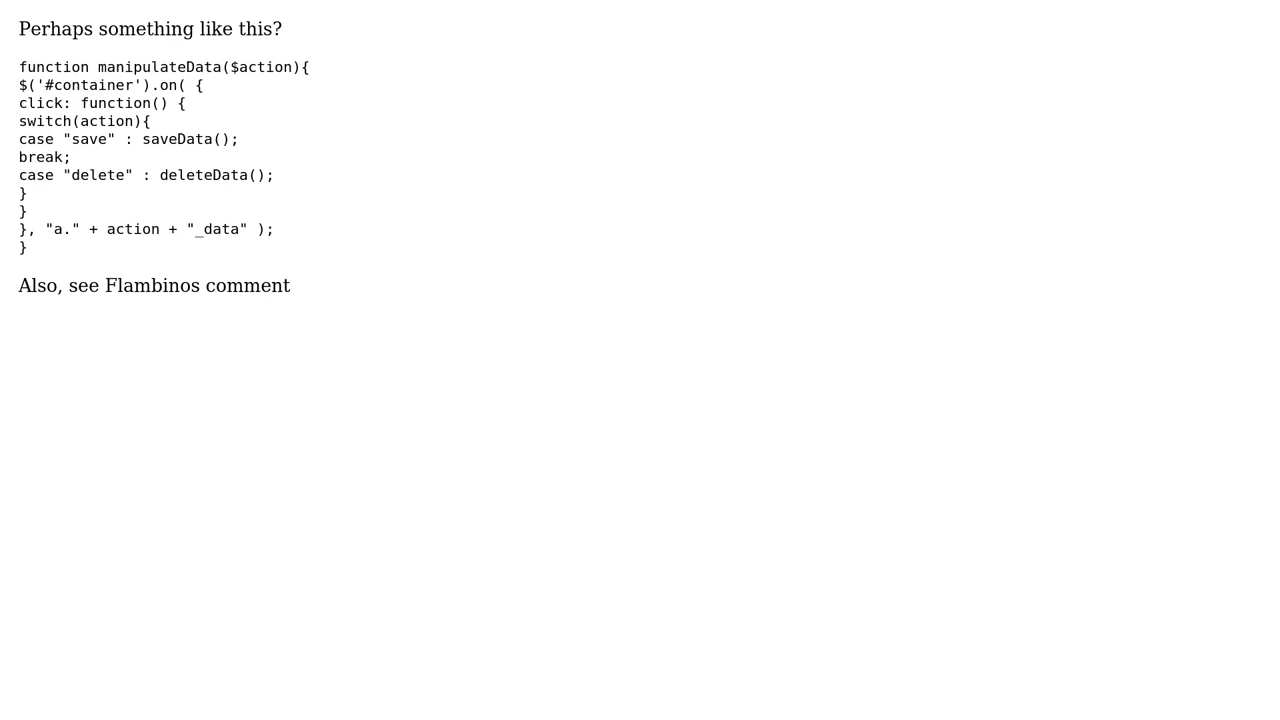 Perhaps something like this?
function manipulateData($action){
$('#container').on( {
click: function() {
switch(action){
case "save" : saveData();
break;
case "delete" : deleteData();
}
}
}, "a." + action + "_data" );
}
Also, see Flambinos comment